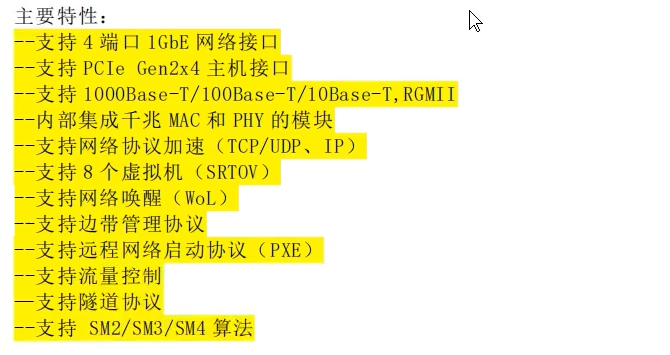 主要特性：
--支持 4 端口 1GbE 网络接口
--支持 PCIe Gen2x4 主机接口
--支持 1000Base-T/100Base-T/10Base-T,RGMII
--内部集成千兆 MAC 和 PHY 的模块
--支持网络协议加速（TCP/UDP、IP）
--支持 8 个虚拟机（SRTOV）
--支持网络唤醒（WoL）
--支持边带管理协议
--支持远程网络启动协议（PXE）
--支持流量控制
—支持隧道协议
--支持 SM2/SM3/SM4 算法